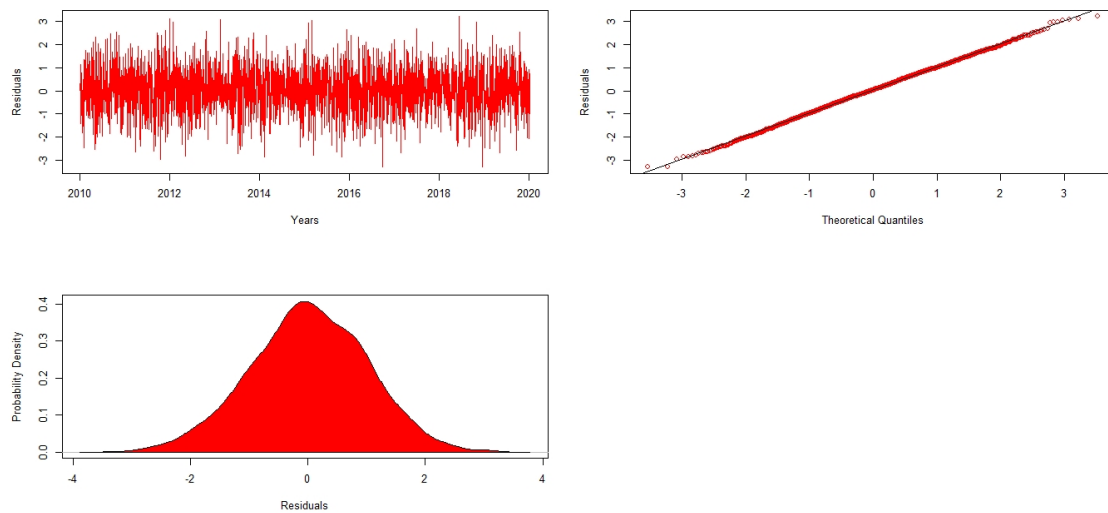 Residuals
3
2
1
0
-1
-2
-3
2010 2012 2014 2016 2018 2020
Years
Residuals
3
2
1
0
-1
-2
-3
-3 -2 -1 0 1 2 3
Theoretical Quantiles
Probability Density
0.4
0.3
0.2
0.1
0.0
-4 -2 0 2 4
Residuals